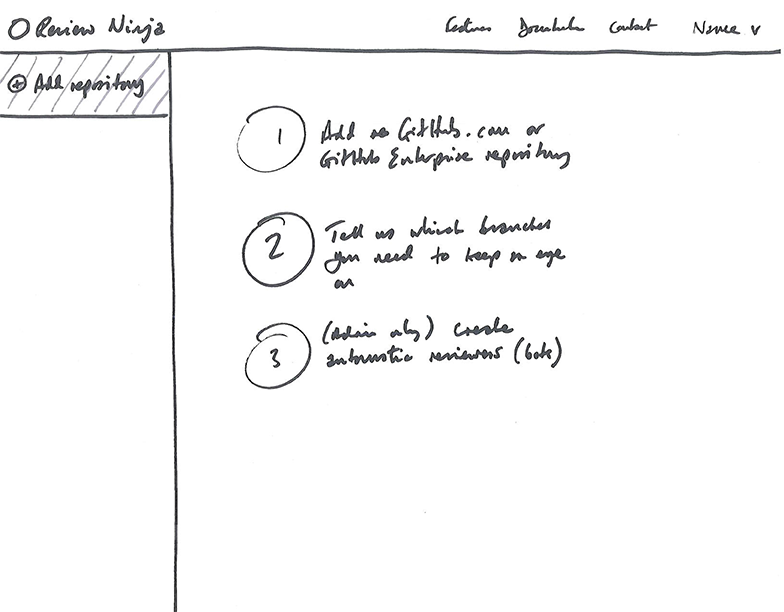 Review Ninja
Features Downloads Contact Name v
+ Add repository
1 Add a GitHub.com or
GitHub Enterprise repository
2 Tell us which branches
you need to keep an eye
on
3 (Admin only) create
automatic reviewers (bots)